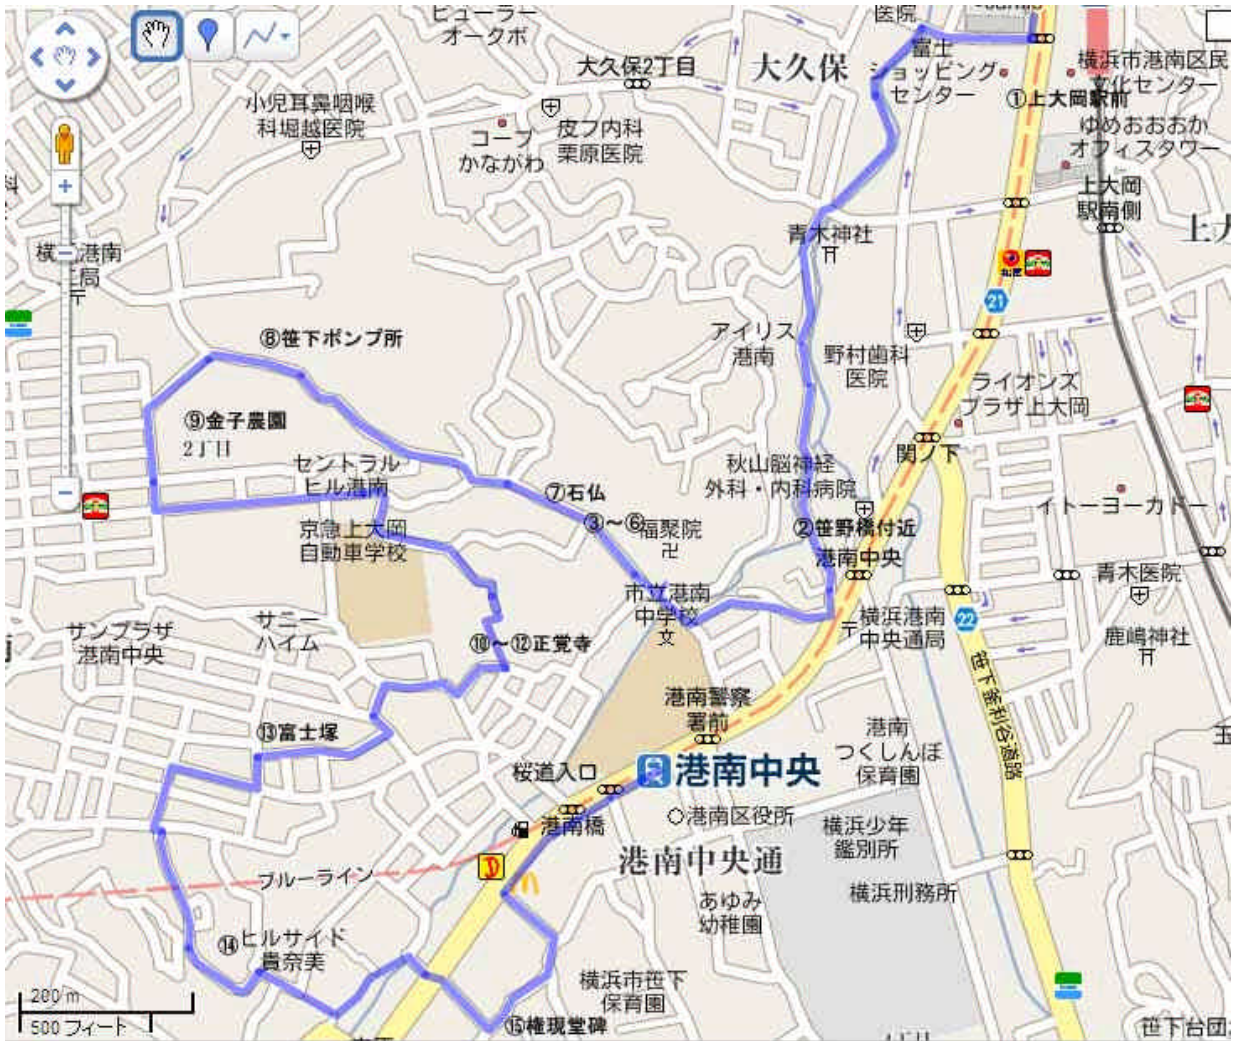 ビューラー
オークボ
医院
大久保2丁目
大久保
富士
ショッピング
センター
横浜市港南区民
文化センター
①上大岡駅前
ゆめおおおか
オフィスタワー
小児耳鼻咽喉
科堀越医院
コープ
かながわ
皮フ内科
栗原医院
上大岡
駅南側
青木神社
21
⑧笹下ポンプ所
アイリス
港南
野村歯科
医院
ライオンズ
プラザ上大岡
⑨金子農園
2丁目
セントラル
ヒル港南
関ノ下
秋山脳神経
外科・内科病院
⑦石仏
③~⑥
福聚院
②笹野橋付近
イトーヨーカドー
京急上大岡
自動車学校
港南中央
青木医院
市立港南
中学校
文
横浜港南
中央通局
22
鹿嶋神社
サニー
ハイム
サンプラザ
港南中央
⑩~⑫正覚寺
笹下釜利谷道路
港南警察
署前
⑬富士塚
港南
つくしんぼ
保育園
桜道入口
港南中央
港南橋
港南区役所
横浜少年
鑑別所
港南中央通
ブルーライン
横浜刑務所
あゆみ
幼稚園
⑭
ヒルサイド
貴奈美
横浜市笹下
保育園
200 m
500 フィート
⑮権現堂碑
笹下台団